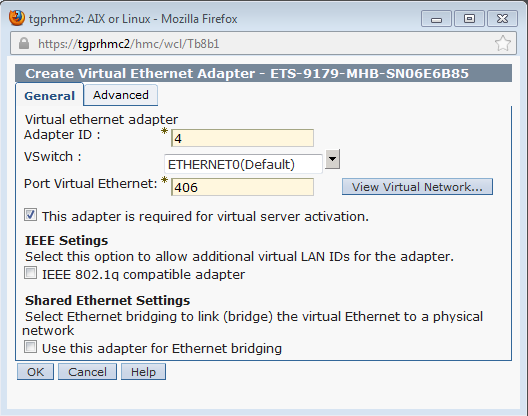 tgprhmc2: AIX or Linux - Mozilla Firefox
https://tgprhmc2/hmc/wcl/Tb8b1
Create Virtual Ethernet Adapter - ETS-9179-MHB-SN06E6B85
General Advanced
Virtual ethernet adapter
Adapter ID : * 4
VSwitch : ETHERNET0(Default)
Port Virtual Ethernet: * 406 View Virtual Network...
This adapter is required for virtual server activation.
IEEE Setings
Select this option to allow additional virtual LAN IDs for the adapter.
IEEE 802.1q compatible adapter
Shared Ethernet Settings
Select Ethernet bridging to link (bridge) the virtual Ethernet to a physical
network
Use this adapter for Ethernet bridging
OK Cancel Help